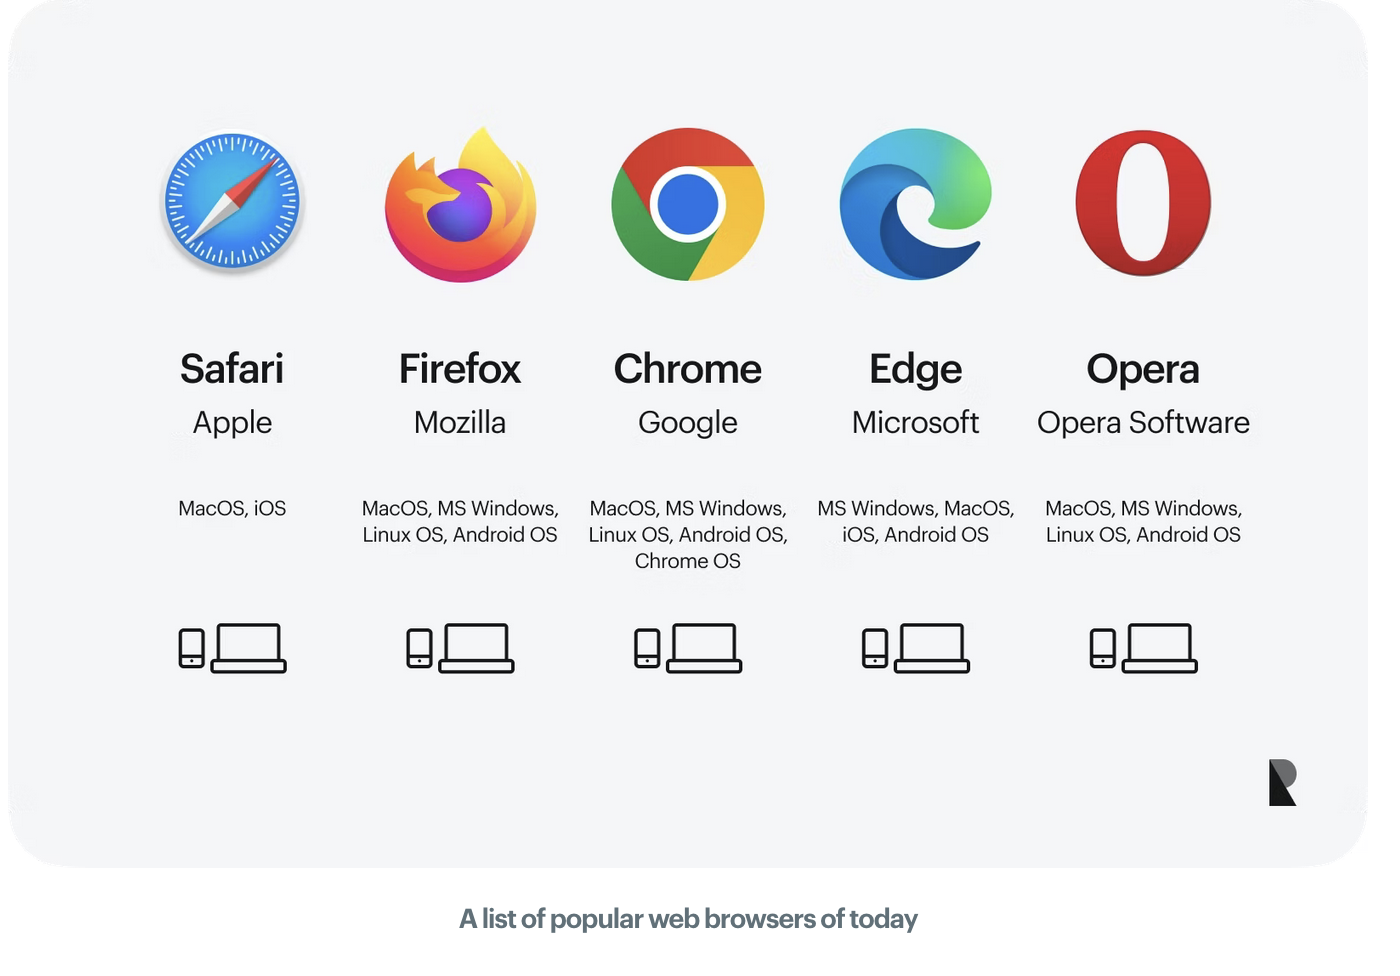 Safari
Firefox
Chrome
Edge
Opera
Apple
Mozilla
Google
Microsoft
Opera Software
MacOS, iOS
MacOS, MS Windows,
Linux OS, Android OS
MacOS, MS Windows,
Linux OS, Android OS,
Chrome OS
MS Windows, MacOS,
iOS, Android OS
MacOS, MS Windows,
Linux OS, Android OS
A list of popular web browsers of today